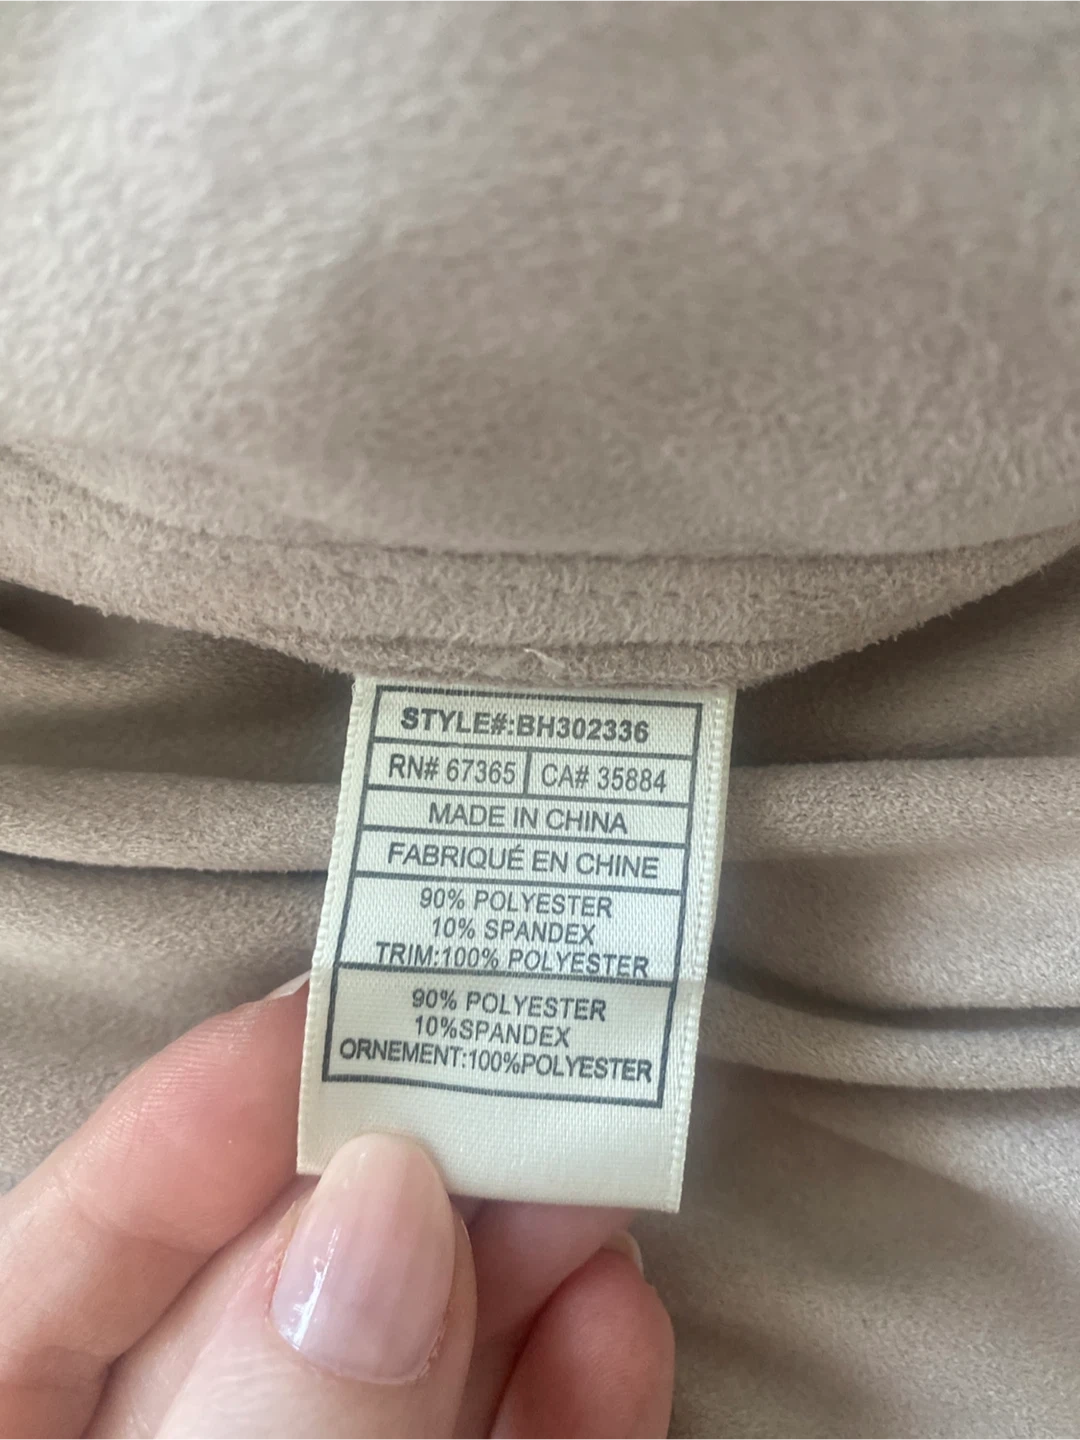 STYLE#:BH302336
RN# 67365 CA# 35884
MADE IN CHINA
FABRIQUÉ EN CHINE
90% POLYESTER
10% SPANDEX
TRIM:100% POLYESTER
90% POLYESTER
10%SPANDEX
ORNEMENT:100%POLYESTER